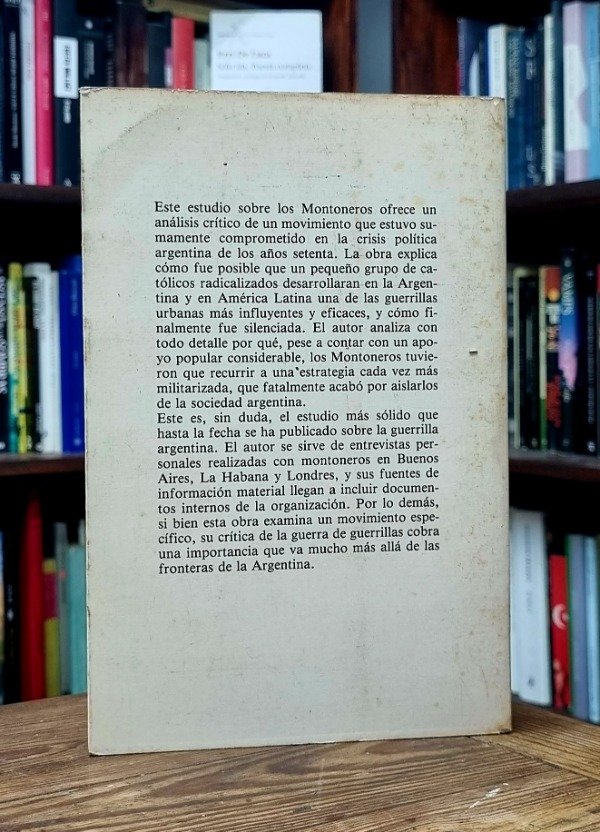 Este estudio sobre los Montoneros ofrece un
análisis crítico de un movimiento que estuvo su-
mamente comprometido en la crisis política
argentina de los años setenta. La obra explica
cómo fue posible que un pequeño grupo de ca-
tólicos radicalizados desarrollaran en la Argen-
tina y en América Latina una de las guerrillas
urbanas más influyentes y eficaces, y cómo fi-
nalmente fue silenciada. El autor analiza con
todo detalle por qué, pese a contar con un apo-
yo popular considerable, los Montoneros tuvie-
ron que recurrir a una estrategia cada vez más
militarizada, que fatalmente acabó por aislarlos
de la sociedad argentina.
Este es, sin duda, el estudio más sólido que
hasta la fecha se ha publicado sobre la guerrilla
argentina. El autor se sirve de entrevistas per-
sonales realizadas con montoneros en Buenos
Aires, La Habana y Londres, y sus fuentes de
información material llegan a incluir documen-
tos internos de la organización. Por lo demás,
si bien esta obra examina un movimiento espe-
cífico, su crítica de la guerra de guerrillas cobra
una importancia que va mucho más allá de las
fronteras de la Argentina.